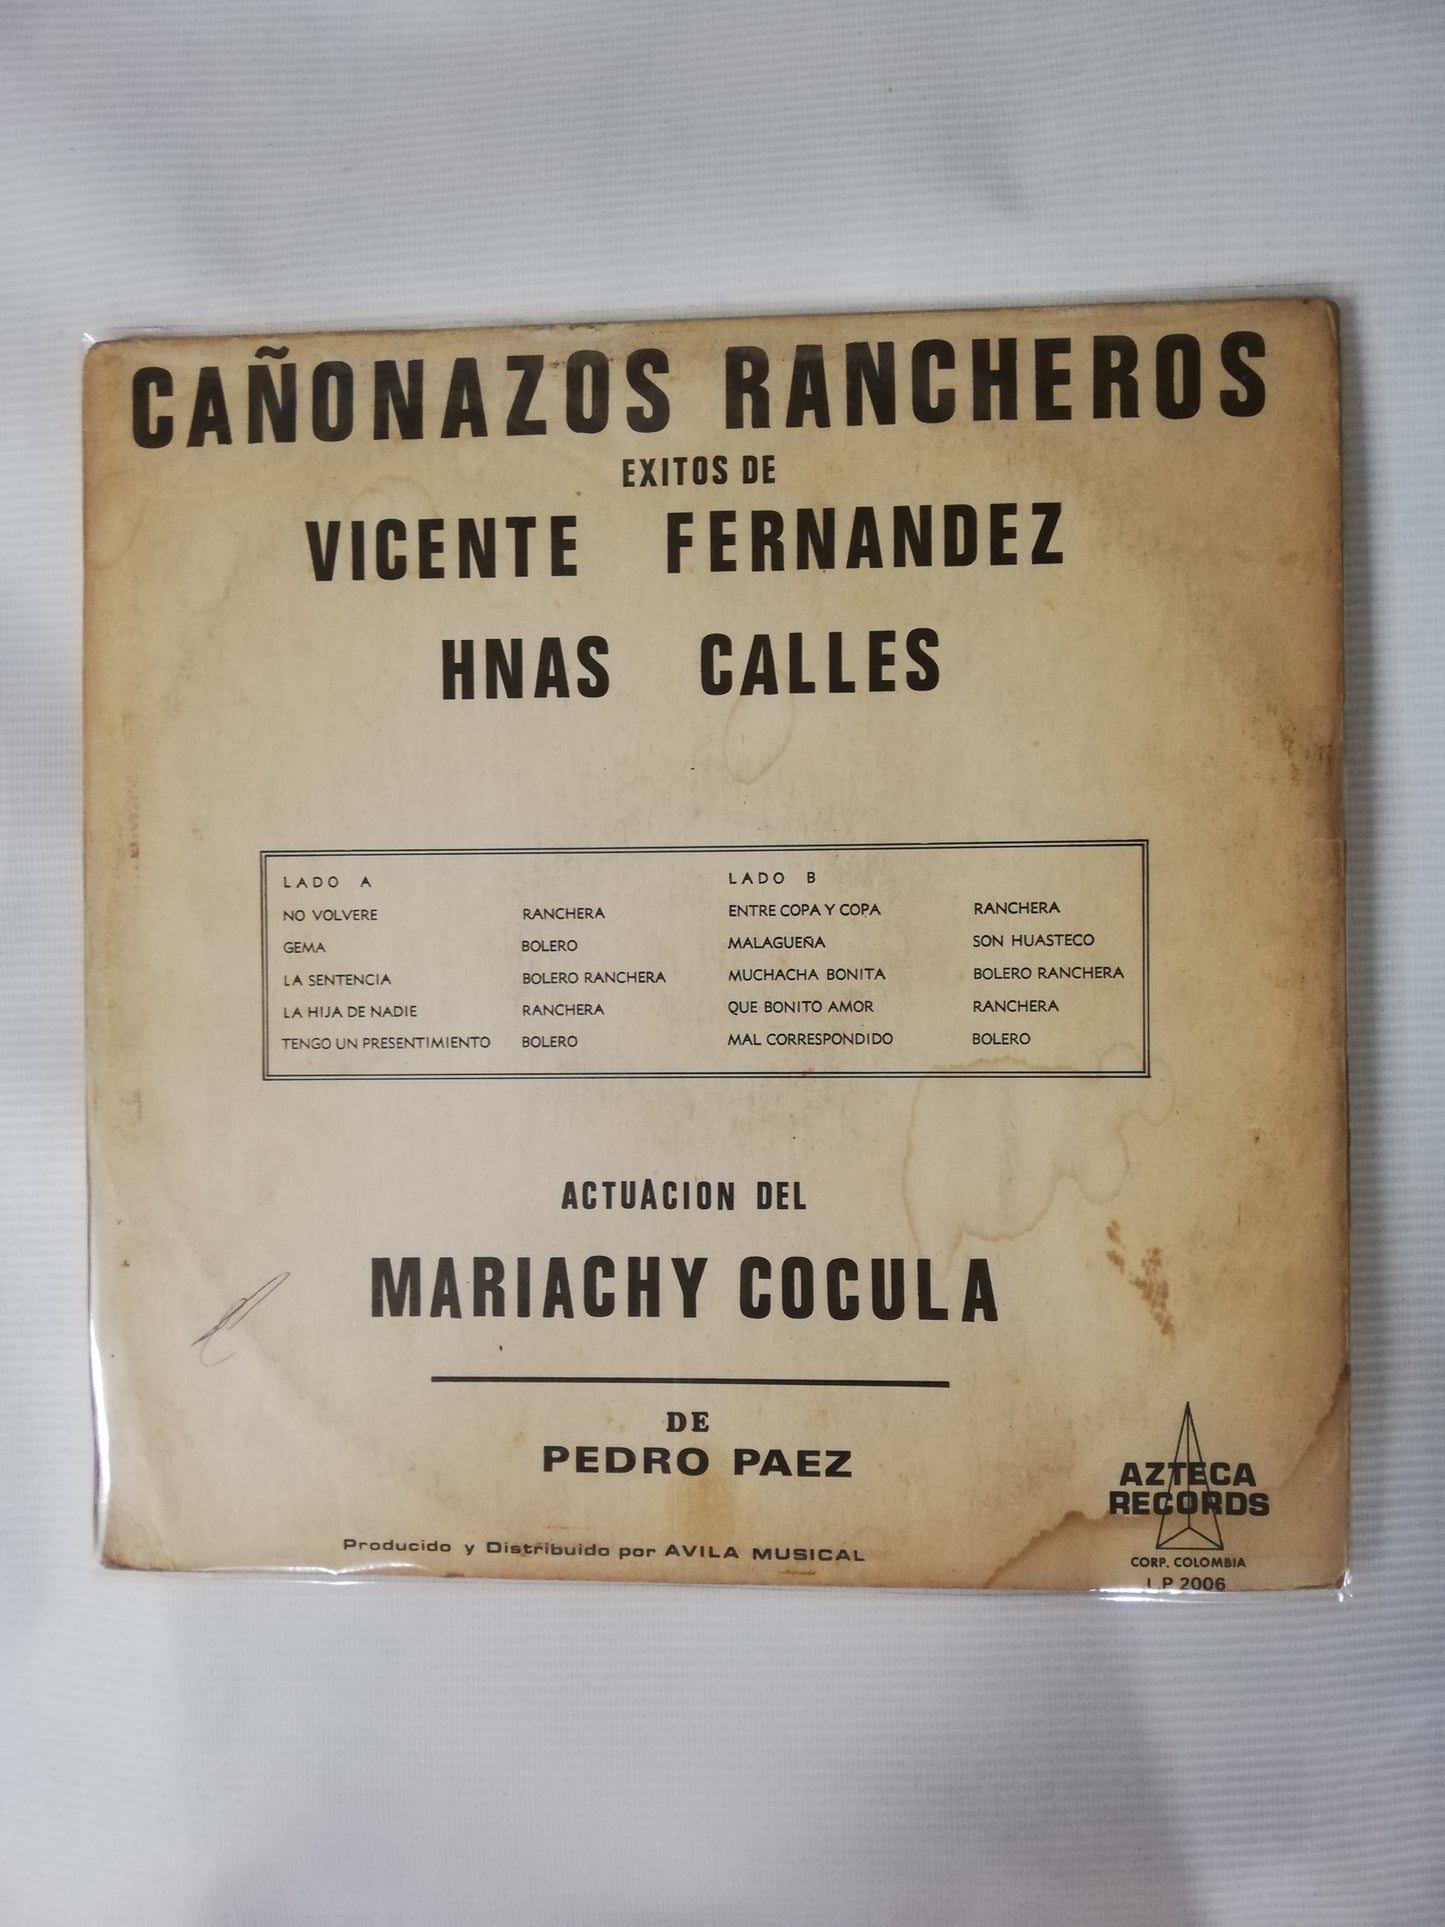 CAÑONAZOS RANCHEROS
EXITOS DE
VICENTE FERNANDEZ
HNAS CALLES
LADO A
NO VOLVERE RANCHERA
GEMA BOLERO
LA SENTENCIA BOLERO RANCHERA
LA HIJA DE NADIE RANCHERA
TENGO UN PRESENTIMIENTO BOLERO
LADO B
ENTRE COPA Y COPA RANCHERA
MALAGUEÑA SON HUASTECO
MUCHACHA BONITA BOLERO RANCHERA
QUE BONITO AMOR RANCHERA
MAL CORRESPONDIDO BOLERO
ACTUACION DEL
MARIACHY COCULA
DE
PEDRO PAEZ
Producido y Distribuido por AVILA MUSICAL
AZTECA
RECORDS
CORP. COLOMBIA
L.P 2006